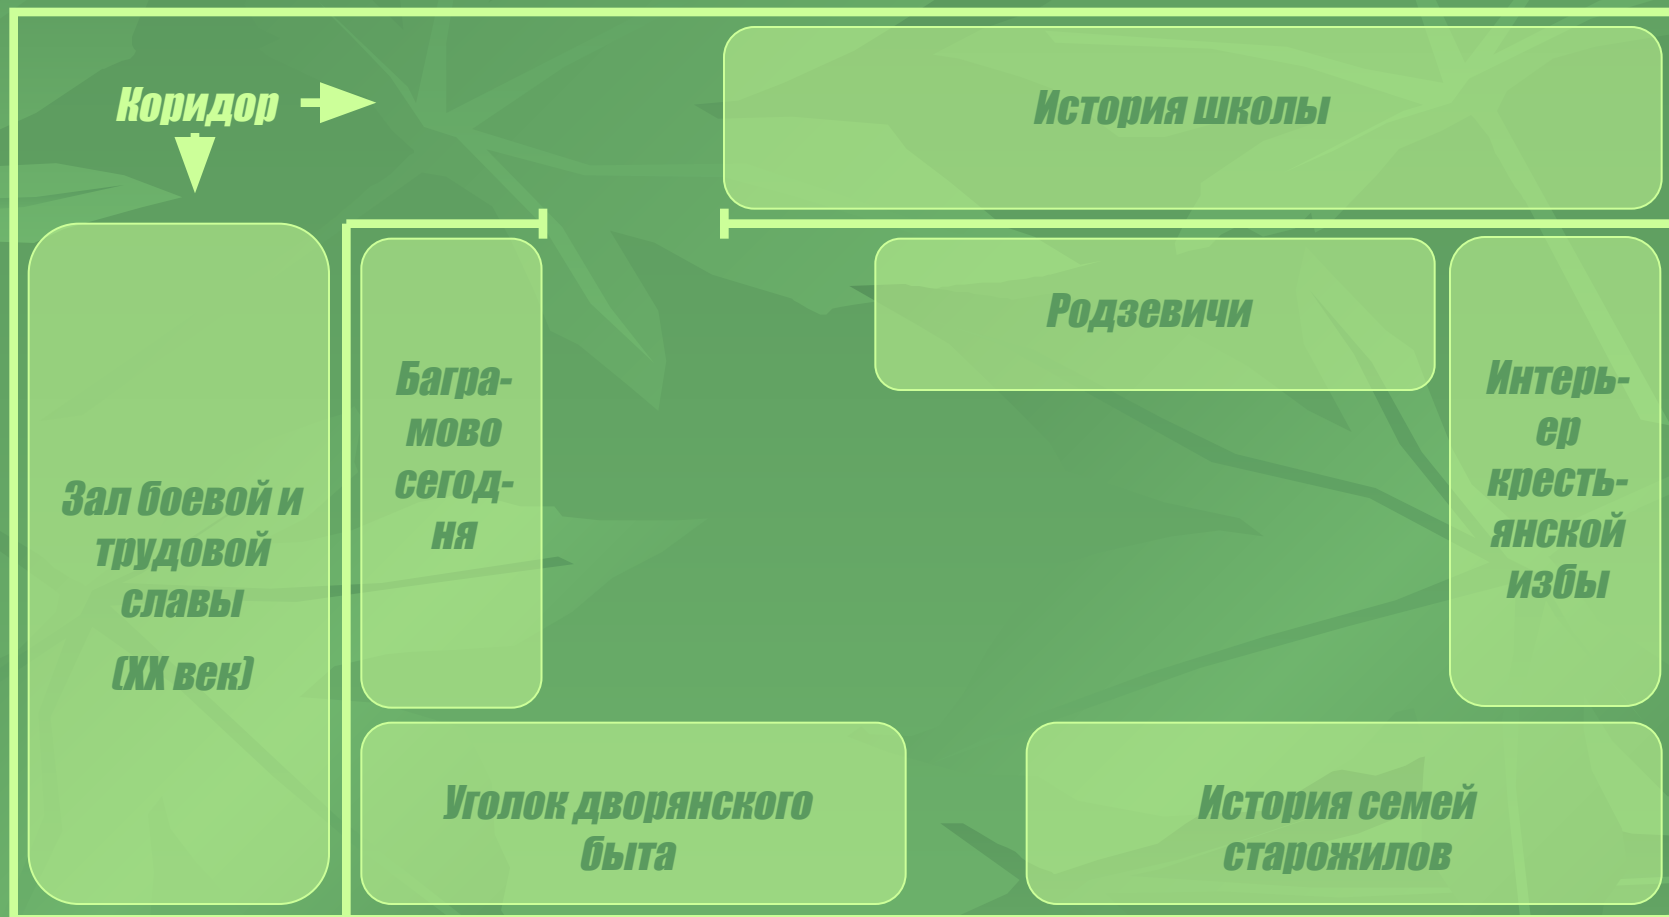 Коридор
История школы
Родзевичи
Багра-
мово
сегод-
ня
Интерь-
ер
кресть-
янской
избы
Зал боевой и
трудовой
славы
(XX век)
Уголок дворянского
быта
История семей
старожилов